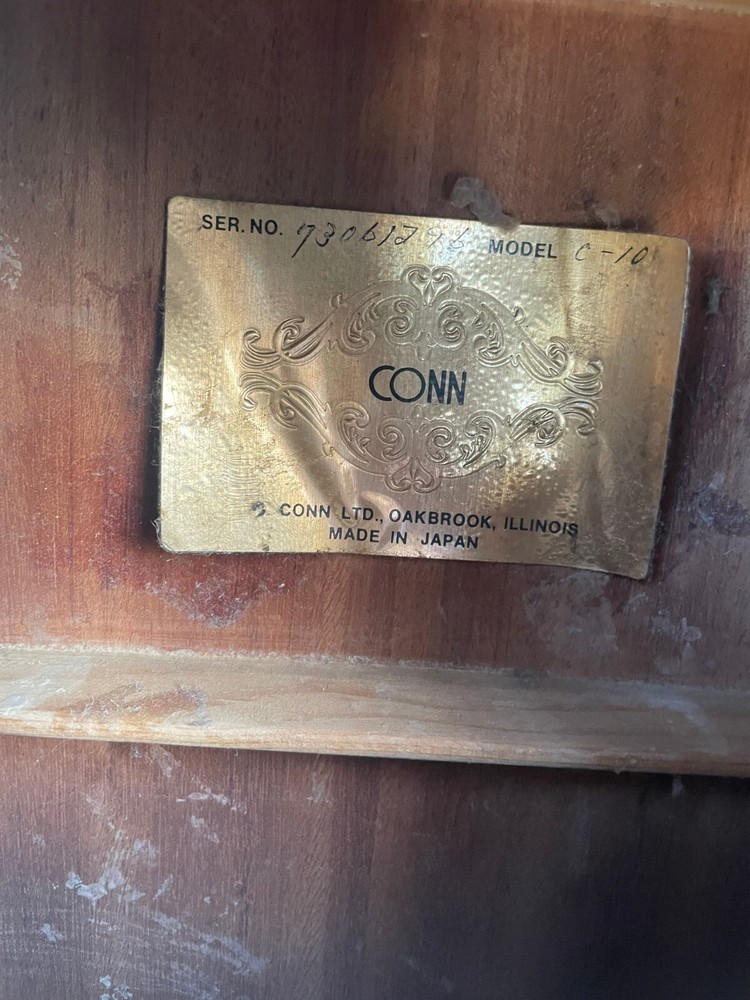 SER. NO. 73061296 MODEL C-10
CONN
CONN LTD., OAKBROOK, ILLINOIS
MADE IN JAPAN